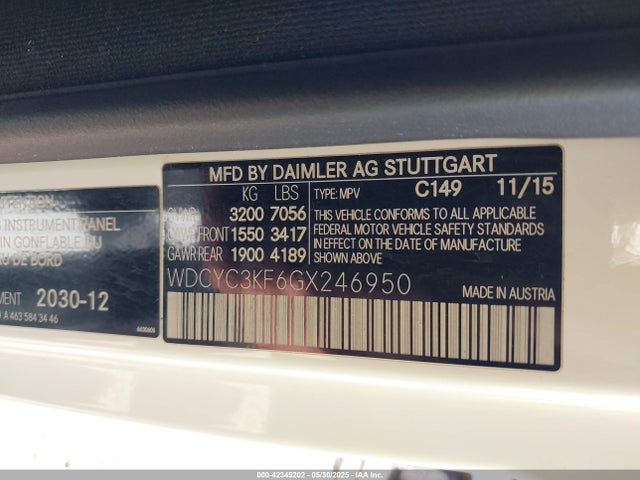 MFD BY DAIMLER AG STUTTGART
KG LBS TYPE: MPV C149 11/15
GVWR 3200 7056 THIS VEHICLE CONFORMS TO ALL APPLICABLE
GAWR FRONT 1550 3417 FEDERAL MOTOR VEHICLE SAFETY STANDARDS
GAWR REAR 1900 4189 IN EFFECT ON THE DATE OF MANUFACTURE
SHOWN ABOVE.
WDCYC3KF6GX246950
MADE IN AUSTRIA
INSTRUMENT PANEL
GONFLABLE DU
DE BORD
2030-12
A 463 584 34 46
000-42349202 - 05/30/2025 - IAA Inc.